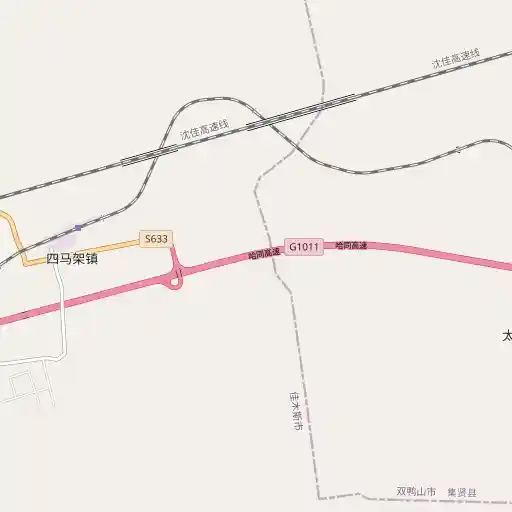 沈佳高速线
沈佳高速线
S633
G1011
哈同高速
哈同高速
四马架镇
太
佳木斯市
双鸭山市 集贤县